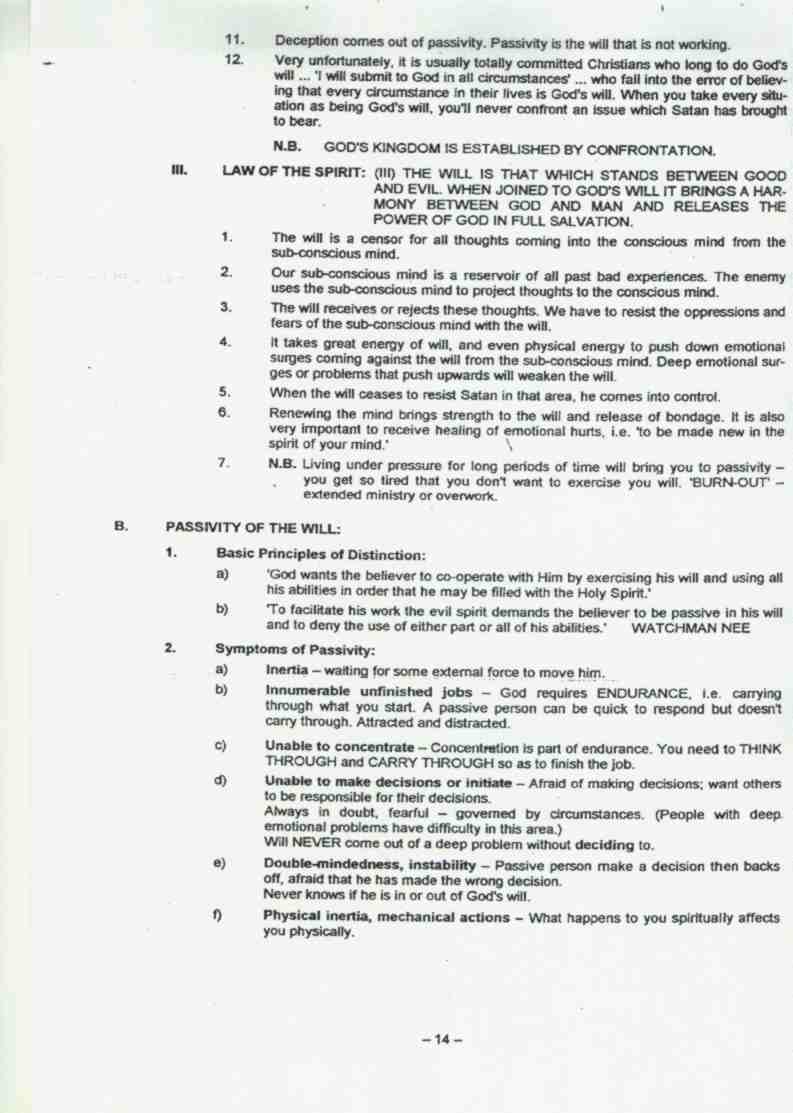 11. Deception comes out of passivity. Passivity is the will that is not working.
12. Very unfortunately, it is usually totally committed Christians who long to do God's
will ... 'I will submit to God in all circumstances' ... who fall into the error of believ-
ing that every circumstance in their lives is God's will. When you take every situ-
ation as being God's will, you'll never confront an issue which Satan has brought
to bear.
N.B. GOD'S KINGDOM IS ESTABLISHED BY CONFRONTATION.
III. LAW OF THE SPIRIT: (III) THE WILL IS THAT WHICH STANDS BETWEEN GOOD
AND EVIL. WHEN JOINED TO GOD'S WILL IT BRINGS A HAR-
MONY BETWEEN GOD AND MAN AND RELEASES THE
POWER OF GOD IN FULL SALVATION.
1. The will is a censor for all thoughts coming into the conscious mind from the
sub-conscious mind.
2. Our sub-conscious mind is a reservoir of all past bad experiences. The enemy
uses the sub-conscious mind to project thoughts to the conscious mind.
3. The will receives or rejects these thoughts. We have to resist the oppressions and
fears of the sub-conscious mind with the will.
4. It takes great energy of will, and even physical energy to push down emotional
surges coming against the will from the sub-conscious mind. Deep emotional sur-
ges or problems that push upwards will weaken the will.
5. When the will ceases to resist Satan in that area, he comes into control.
6. Renewing the mind brings strength to the will and release of bondage. It is also
very important to receive healing of emotional hurts, i.e. 'to be made new in the
spirit of your mind.'
7. N.B. Living under pressure for long periods of time will bring you to passivity –
you get so tired that you don't want to exercise you will. 'BURN-OUT' –
extended ministry or overwork.
B. PASSIVITY OF THE WILL:
1. Basic Principles of Distinction:
a) 'God wants the believer to co-operate with Him by exercising his will and using all
his abilities in order that he may be filled with the Holy Spirit.'
b) 'To facilitate his work the evil spirit demands the believer to be passive in his will
and to deny the use of either part or all of his abilities.' WATCHMAN NEE
2. Symptoms of Passivity:
a) Inertia – waiting for some external force to move him.
b) Innumerable unfinished jobs – God requires ENDURANCE, i.e. carrying
through what you start. A passive person can be quick to respond but doesn't
carry through. Attracted and distracted.
c) Unable to concentrate – Concentration is part of endurance. You need to THINK
THROUGH and CARRY THROUGH so as to finish the job.
d) Unable to make decisions or initiate – Afraid of making decisions; want others
to be responsible for their decisions.
Always in doubt, fearful – governed by circumstances. (People with deep
emotional problems have difficulty in this area.)
Will NEVER come out of a deep problem without deciding to.
e) Double-mindedness, instability – Passive person make a decision then backs
off, afraid that he has made the wrong decision.
Never knows if he is in or out of God's will.
f) Physical inertia, mechanical actions – What happens to you spiritually affects
you physically.
– 14 –